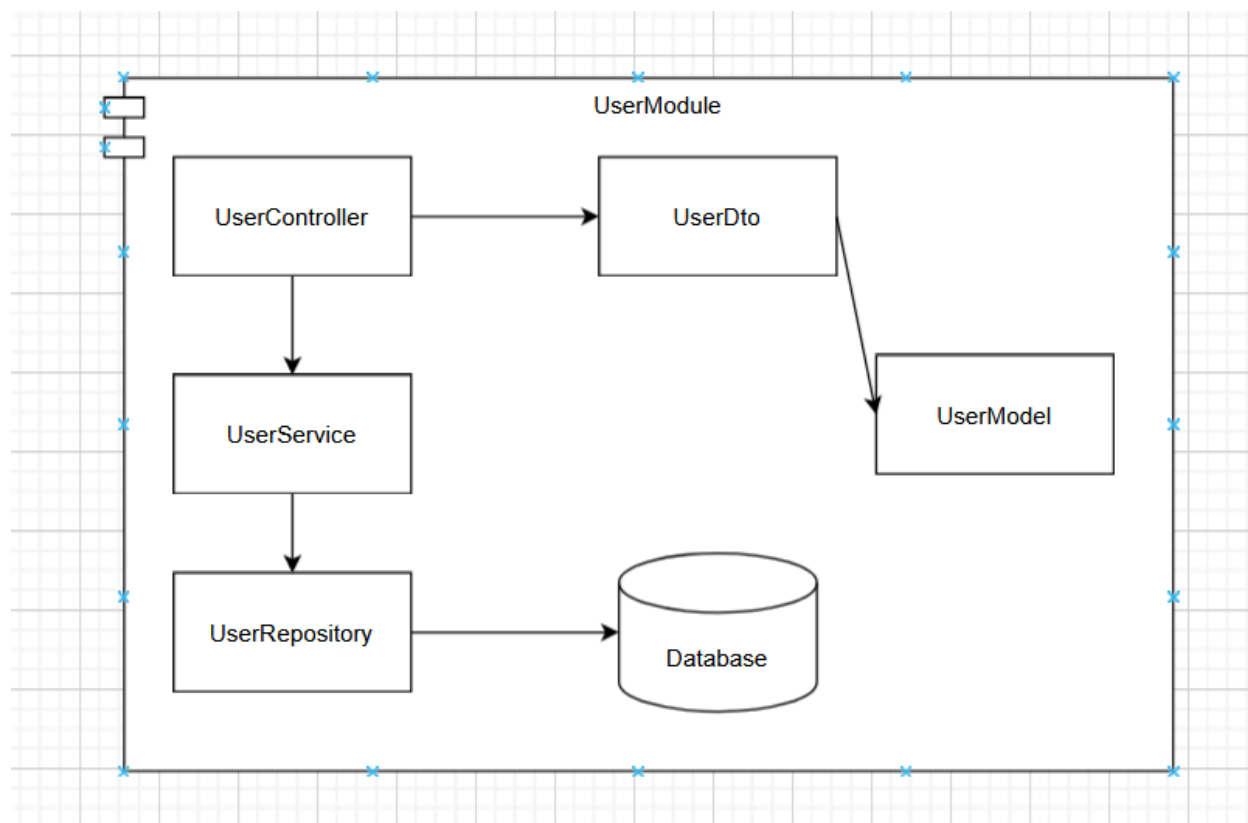 UserModule
UserController
UserDto
UserService
UserModel
UserRepository
Database